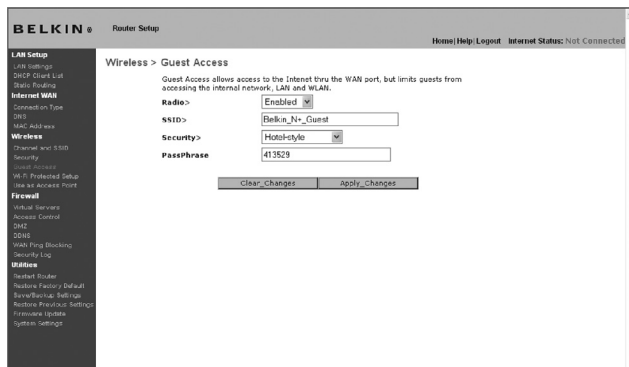 BELKIN®
Router Setup
Home|Help|Logout Internet Status: Not Connected
LAN Setup
LAN Settings
DHCP Client List
Static Routing
Internet WAN
Connection Type
DNS
MAC Address
Wireless
Channel and SSID
Security
Guest Access
Wi-Fi Protected Setup
Use as Access Point
Firewall
Virtual Servers
Access Control
DMZ
DDNS
WAN Ping Blocking
Security Log
Utilities
Restart Router
Restore Factory Default
Save/Backup Settings
Restore Previous Settings
Firmware Update
System Settings
Wireless > Guest Access
Guest Access allows access to the Intenet thru the WAN port, but limits guests from
accessing the internal network, LAN and WLAN.
Radio> Enabled
SSID> Belkin_N+_Guest
Security> Hotel-style
PassPhrase 413529
Clear_Changes Apply_Changes